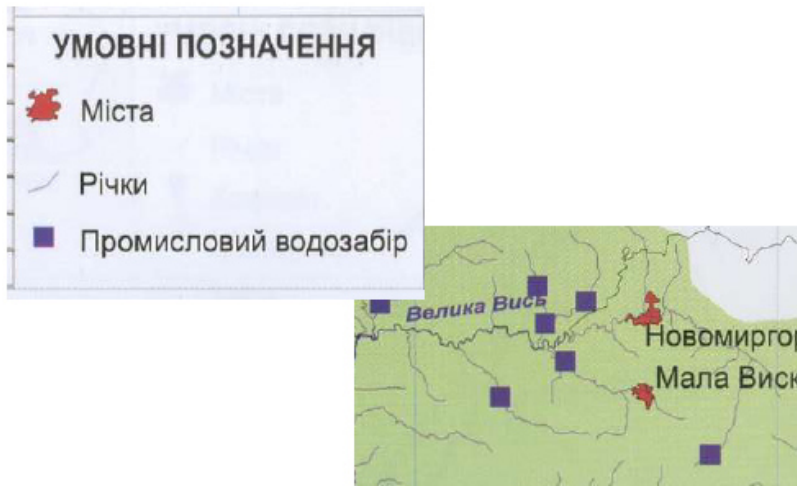 УМОВНІ ПОЗНАЧЕННЯ
Міста
Річки
Промисловий водозабір
Велика Вись
Новомиргор
Мала Виск